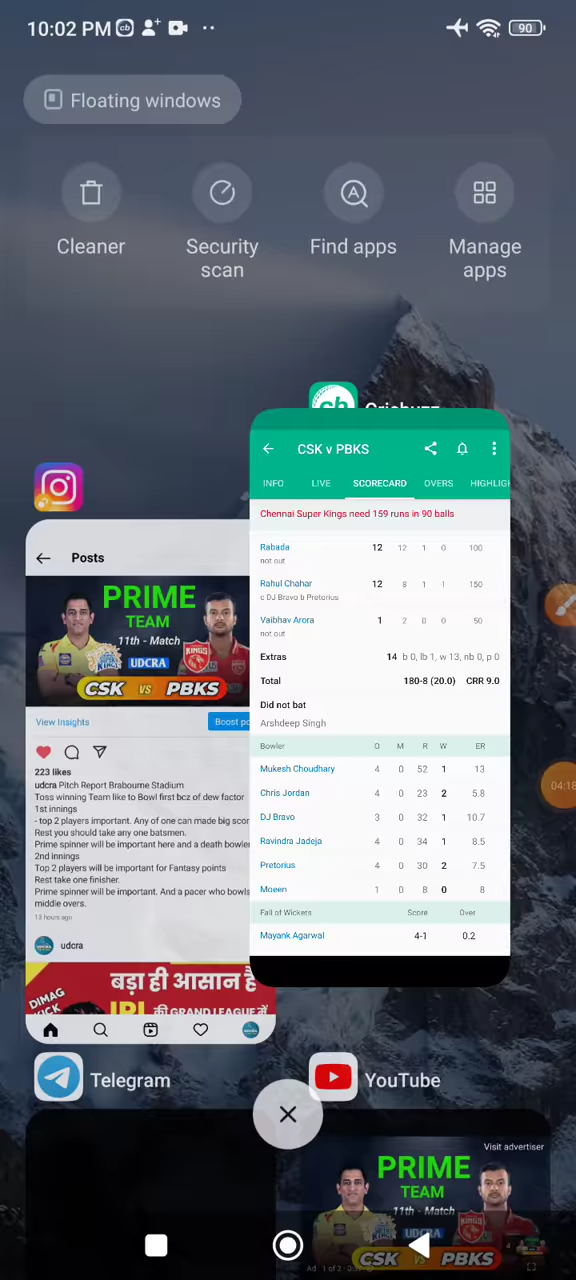 10:02 PM
90
Floating windows
Cleaner
Security scan
Find apps
Manage apps
cb
Cricbuzz
CSK v PBKS
INFO LIVE SCORECARD OVERS HIGHLIG
Chennai Super Kings need 159 runs in 90 balls
Rabada 12 12 1 0 100
not out
Rahul Chahar 12 8 1 1 150
c DJ Bravo b Pretorius
Vaibhav Arora 1 2 0 0 50
not out
Extras 14 b 0, lb 1, w 13, nb 0, p 0
Total 180-8 (20.0) CRR 9.0
Did not bat
Arshdeep Singh
Bowler O M R W ER
Mukesh Choudhary 4 0 52 1 13
Chris Jordan 4 0 23 2 5.8
DJ Bravo 3 0 32 1 10.7
Ravindra Jadeja 4 0 34 1 8.5
Pretorius 4 0 30 2 7.5
Moeen 1 0 8 0 8
Fall of Wickets Score Over
Mayank Agarwal 4-1 0.2
04:18
Posts
PRIME
TEAM
11th - Match
UDCRA
KINGS
CSK VS PBKS
View Insights
Boost po
223 likes
udcra Pitch Report Brabourne Stadium
Toss winning Team like to Bowl first bcz of dew factor
1st innings
- top 2 players important. Any of one can made big scor
Rest you should take any one batsmen.
Prime spinner will be important here and a death bowler
2nd innings
Top 2 players will be important for Fantasy points
Rest take one finisher.
Prime spinner will be important. And a pacer who bowls
middle overs.
13 hours ago
udcra
DIMAG
KICK
बड़ा ही आसान है
IPL की GRAND LEAGUE में
Telegram
YouTube
Visit advertiser
PRIME
TEAM
11th - Match
UDCRA
KINGS
CSK VS PBKS
Ad 1 of 2